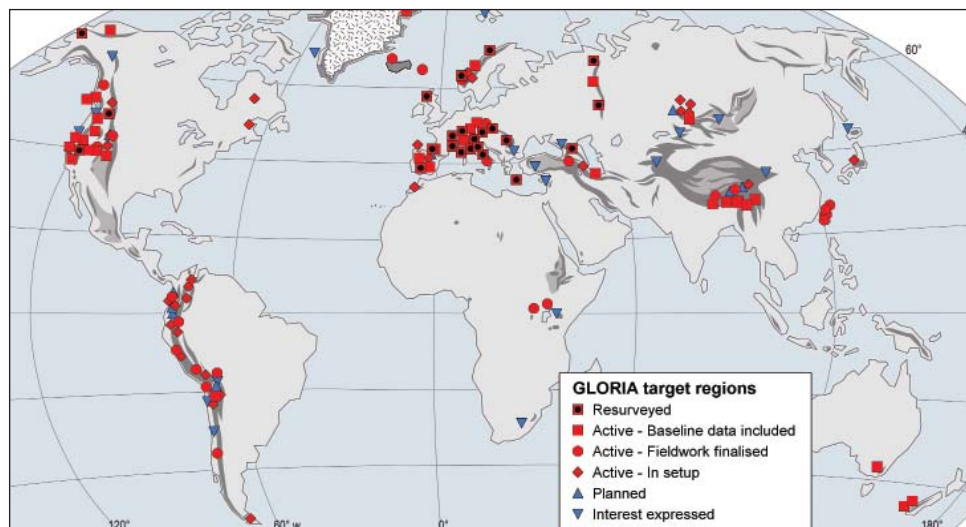 60°
GLORIA target regions
Resurveyed
Active - Baseline data included
Active - Fieldwork finalised
Active - In setup
Planned
Interest expressed
120°
60° w
0°
180°